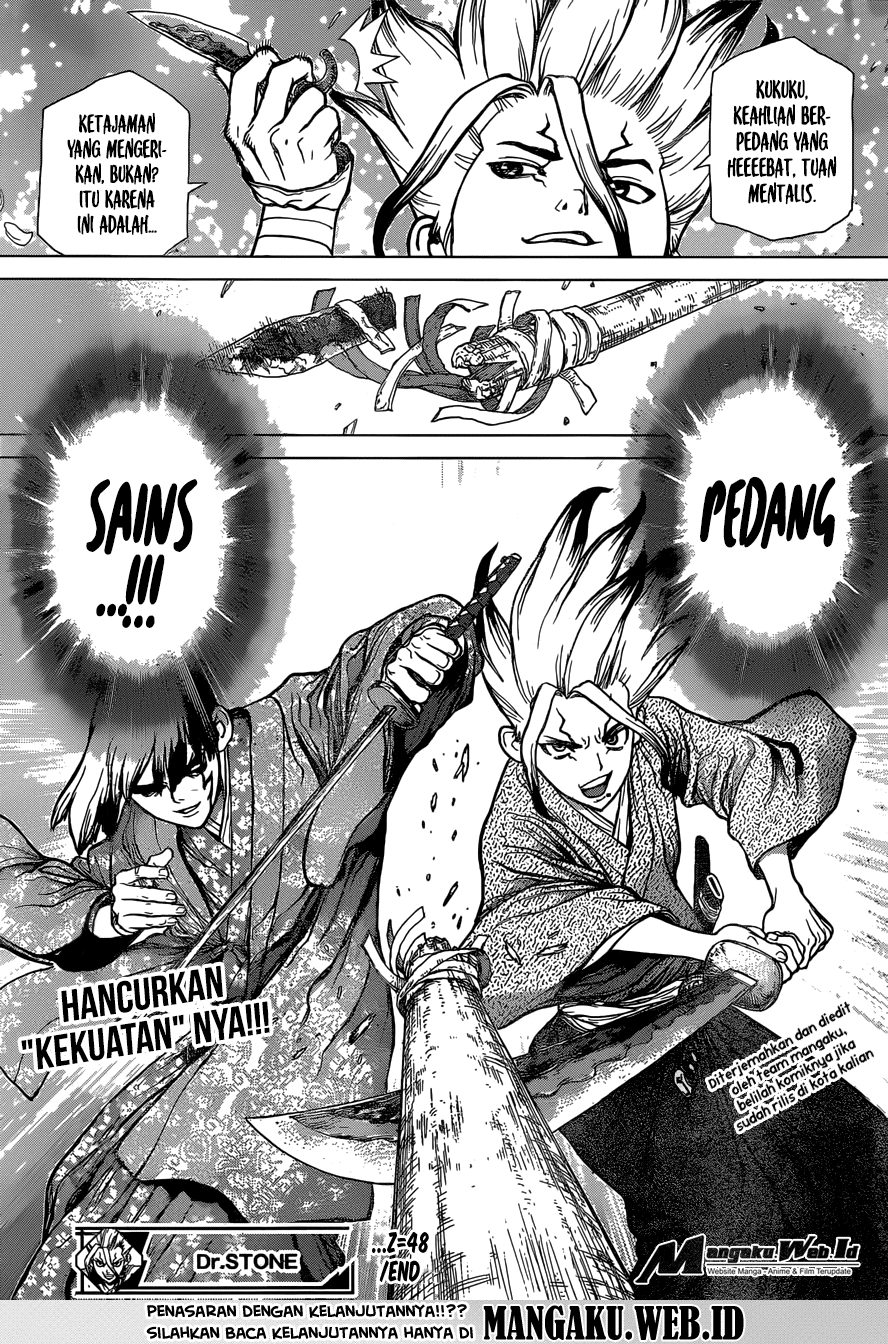 KUKUKU,
KEAHLIAN BER-
PEDANG YANG
HEEEEBAT, TUAN
MENTALIS.
KETAJAMAN
YANG MENGERI-
KAN, BUKAN?
ITU KARENA
INI ADALAH...
PEDANG
SAINS
...!!!
HANCURKAN
"KEKUATAN" NYA!!!
Diterjemahkan dan diedit
oleh team mangaku,
belilah komiknya jika
sudah rilis di kota kalian
Dr.STONE
...Z=48
/END
Mangaku.Web.Id
Website Manga - Anime & Film Terupdate
PENASARAN DENGAN KELANJUTANNYA!!??
SILAHKAN BACA KELANJUTANNYA HANYA DI MANGAKU.WEB.ID